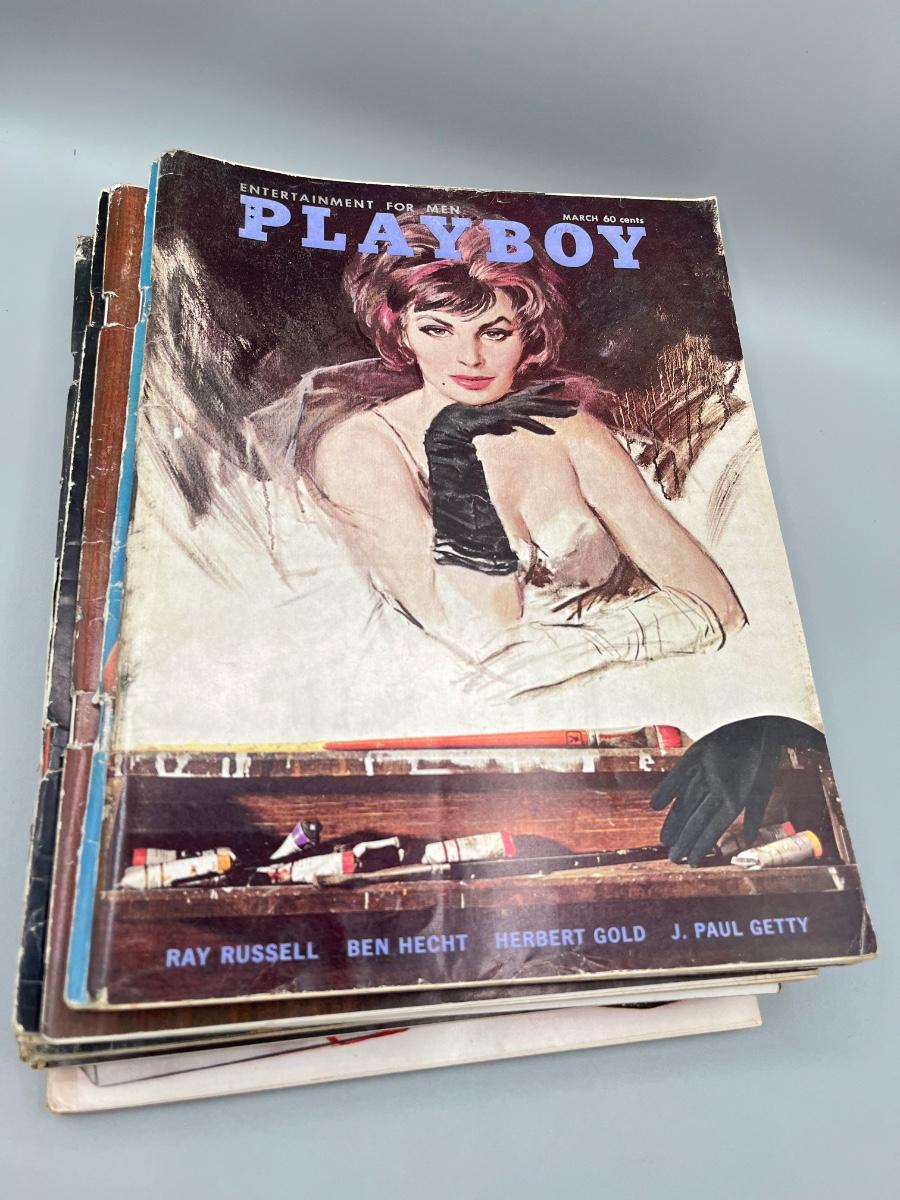 ENTERTAINMENT FOR MEN
MARCH 60 cents
PLAYBOY
RAY RUSSELL BEN HECHT HERBERT GOLD J. PAUL GETTY